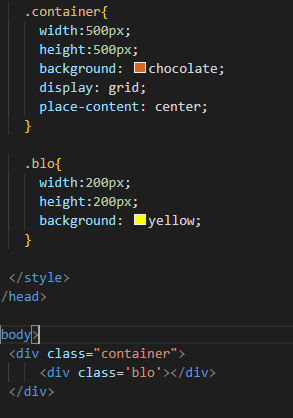 .container{
width:500px;
height:500px;
background: chocolate;
display: grid;
place-content: center;
}
.blo{
width:200px;
height:200px;
background: yellow;
}
</style>
/head>
body>
<div class="container">
<div class='blo'></div>
</div>